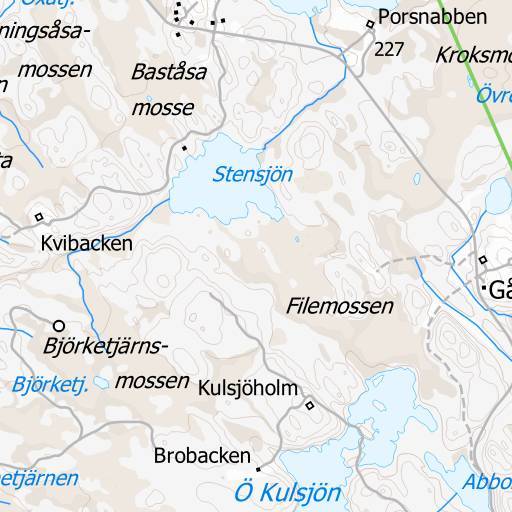 Porsnabben
ningsåsa-
mossen
227
Kroksmo
Baståsa
mosse
Övre
Stensjön
Kvibacken
Gå
Filemossen
Björketjärns-
mossen
Björketj.
Kulsjöholm
Brobacken
etjärnen
Ö Kulsjön
Abbo